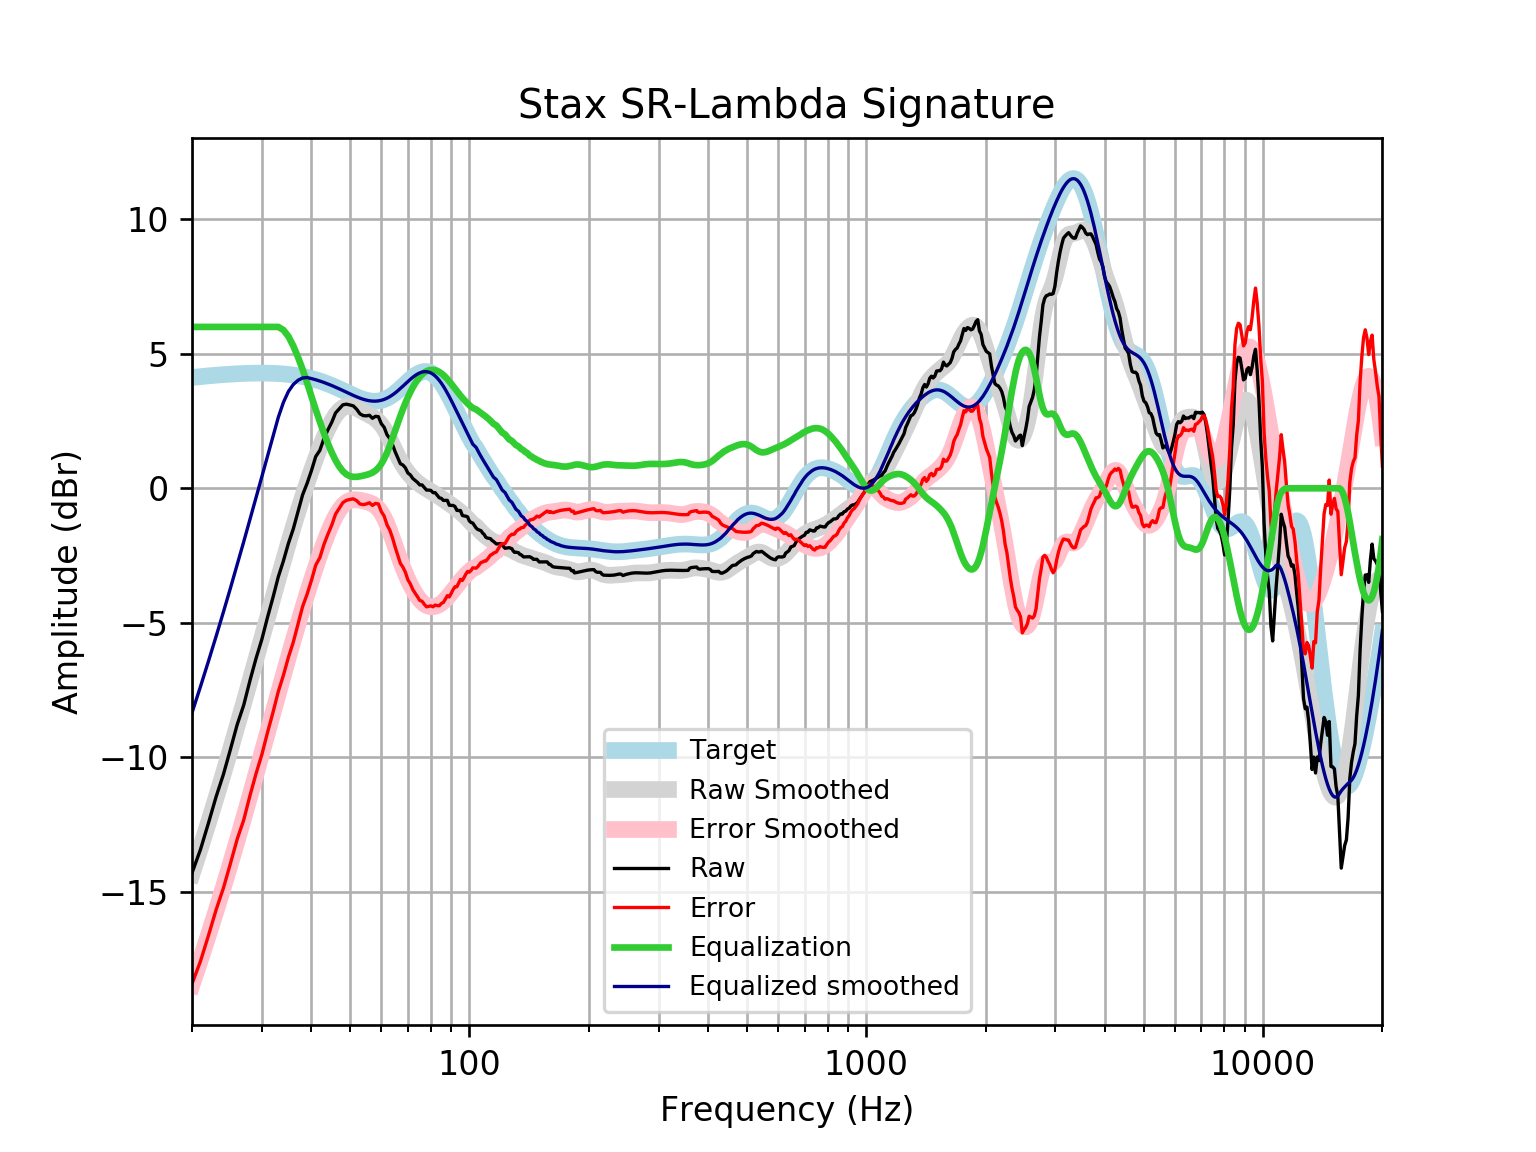 Stax SR-Lambda Signature
Amplitude (dBr)
10
5
0
−5
−10
−15
Target
Raw Smoothed
Error Smoothed
Raw
Error
Equalization
Equalized smoothed
100
1000
10000
Frequency (Hz)